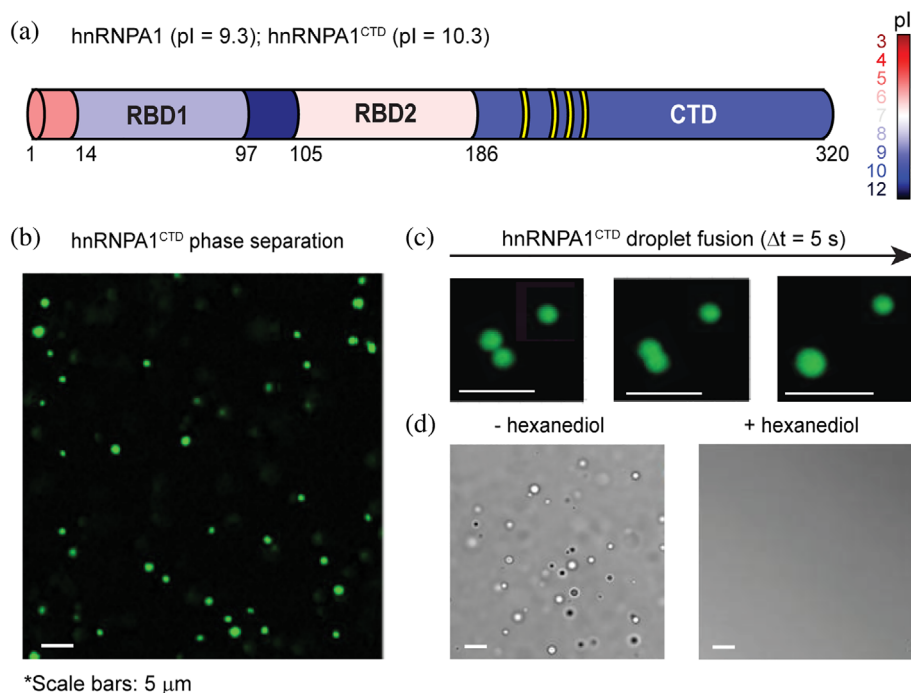 (a) hnRNPA1 (pI = 9.3); hnRNPA1CTD (pI = 10.3)
pI
3
4
5
6
7
8
9
10
12
RBD1 RBD2 CTD
1 14 97 105 186 320
(b) hnRNPA1CTD phase separation
(c) hnRNPA1CTD droplet fusion (Δt = 5 s)
(d) - hexanediol + hexanediol
*Scale bars: 5 μm